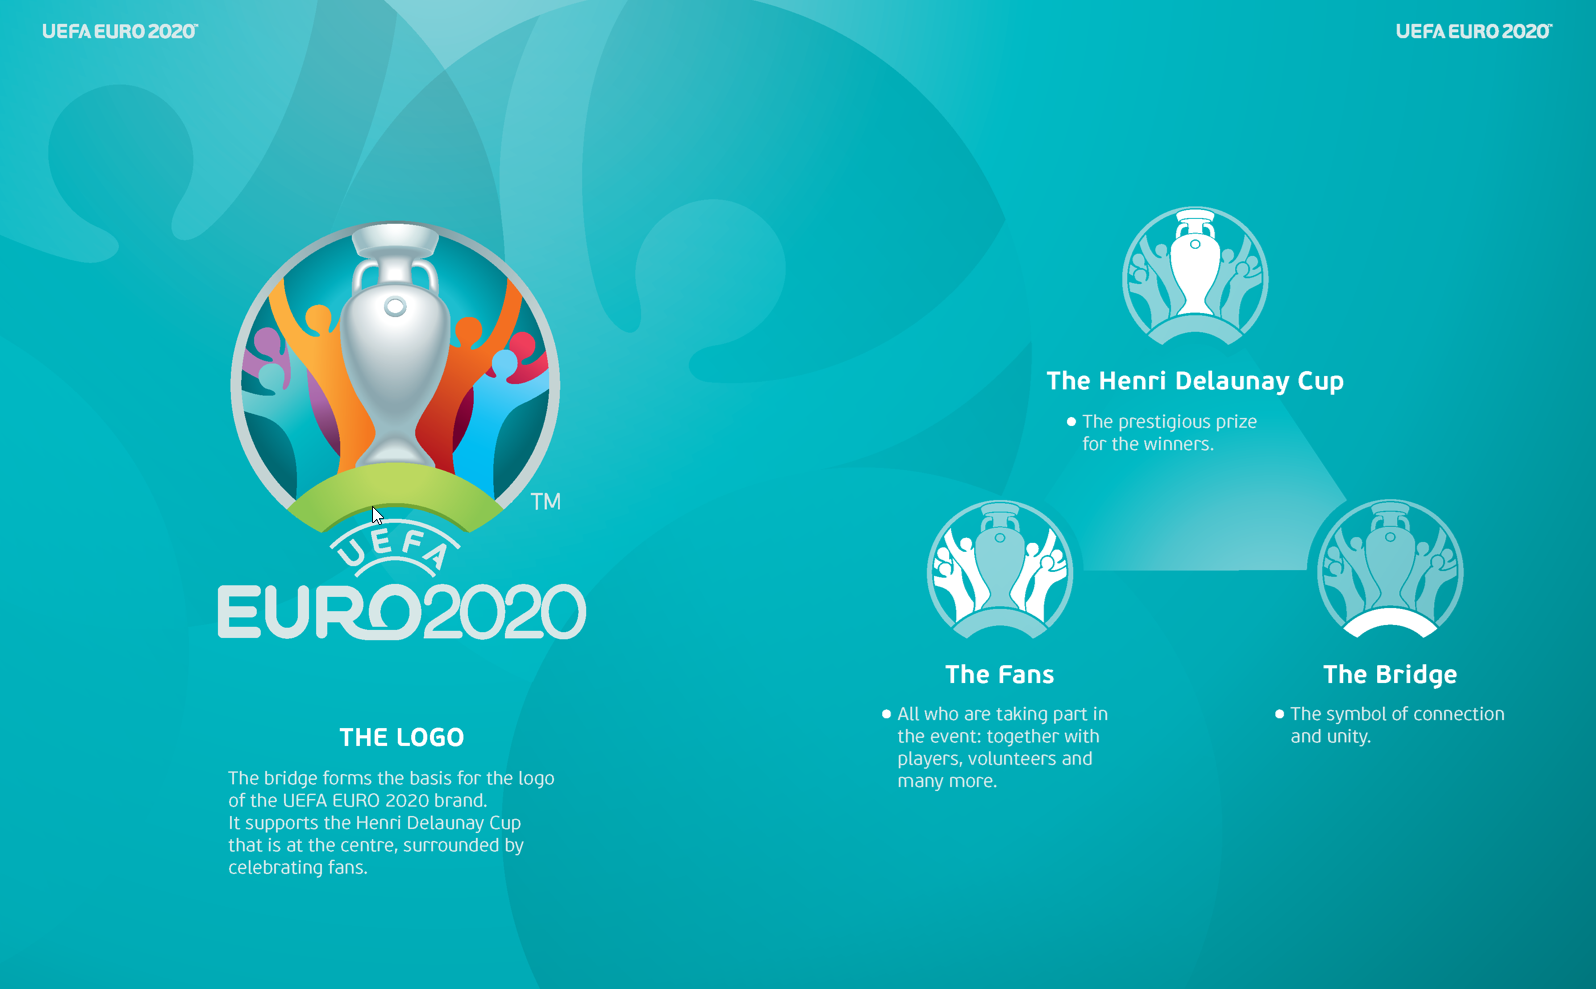 UEFA EURO 2020™
UEFA EURO 2020™
TM
UEFA
EURO2020
THE LOGO
The bridge forms the basis for the logo
of the UEFA EURO 2020 brand.
It supports the Henri Delaunay Cup
that is at the centre, surrounded by
celebrating fans.
The Henri Delaunay Cup
• The prestigious prize
for the winners.
The Fans
• All who are taking part in
the event: together with
players, volunteers and
many more.
The Bridge
• The symbol of connection
and unity.